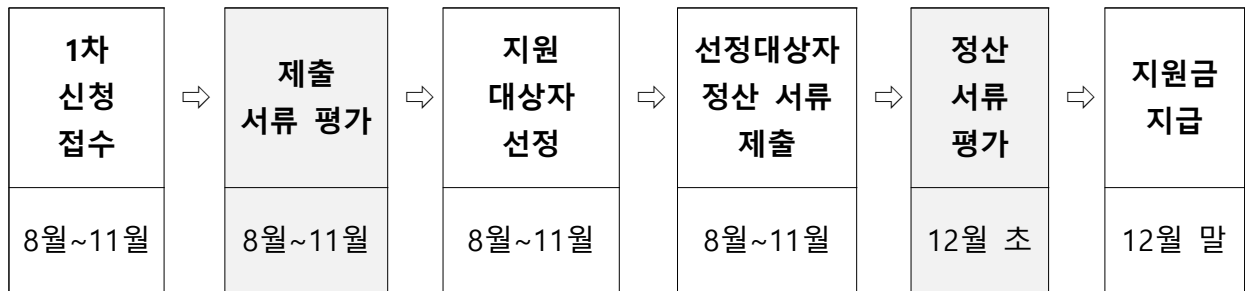 1차
신청
접수
⇨
제출
서류 평가
⇨
지원
대상자
선정
⇨
선정대상자
정산 서류
제출
⇨
정산
서류
평가
⇨
지원금
지급
8월~11월
8월~11월
8월~11월
8월~11월
12월 초
12월 말